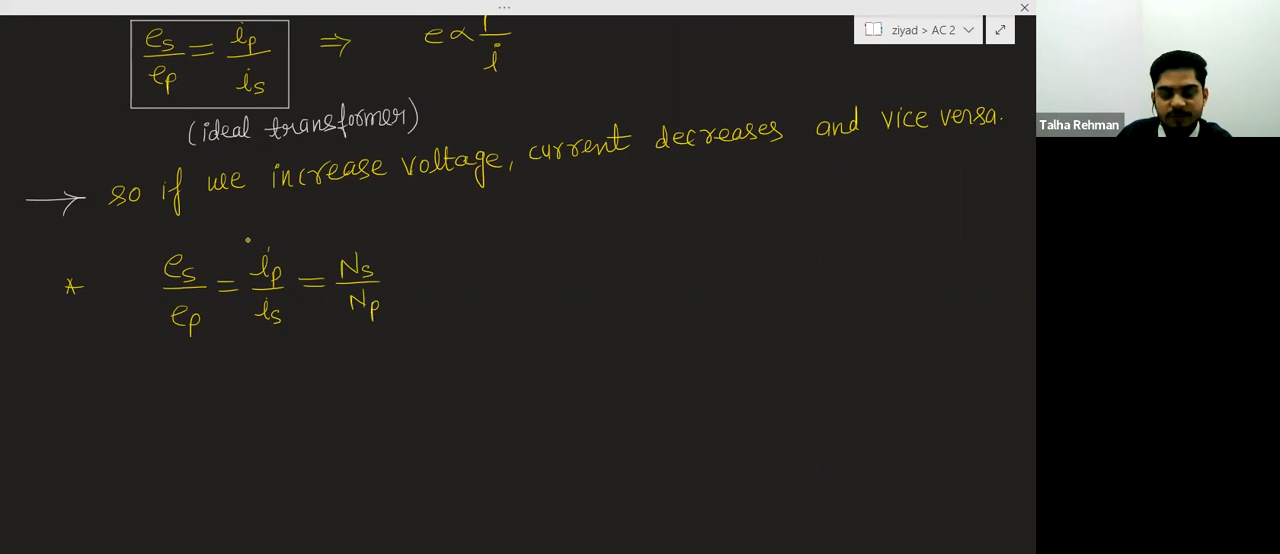 ziyad > AC 2
es/ep = ip/is ⇒ e ∝ 1/i
(ideal transformer)
→ so if we increase voltage, current decreases and vice versa.
* es/ep = ip/is = Ns/Np
Talha Rehman